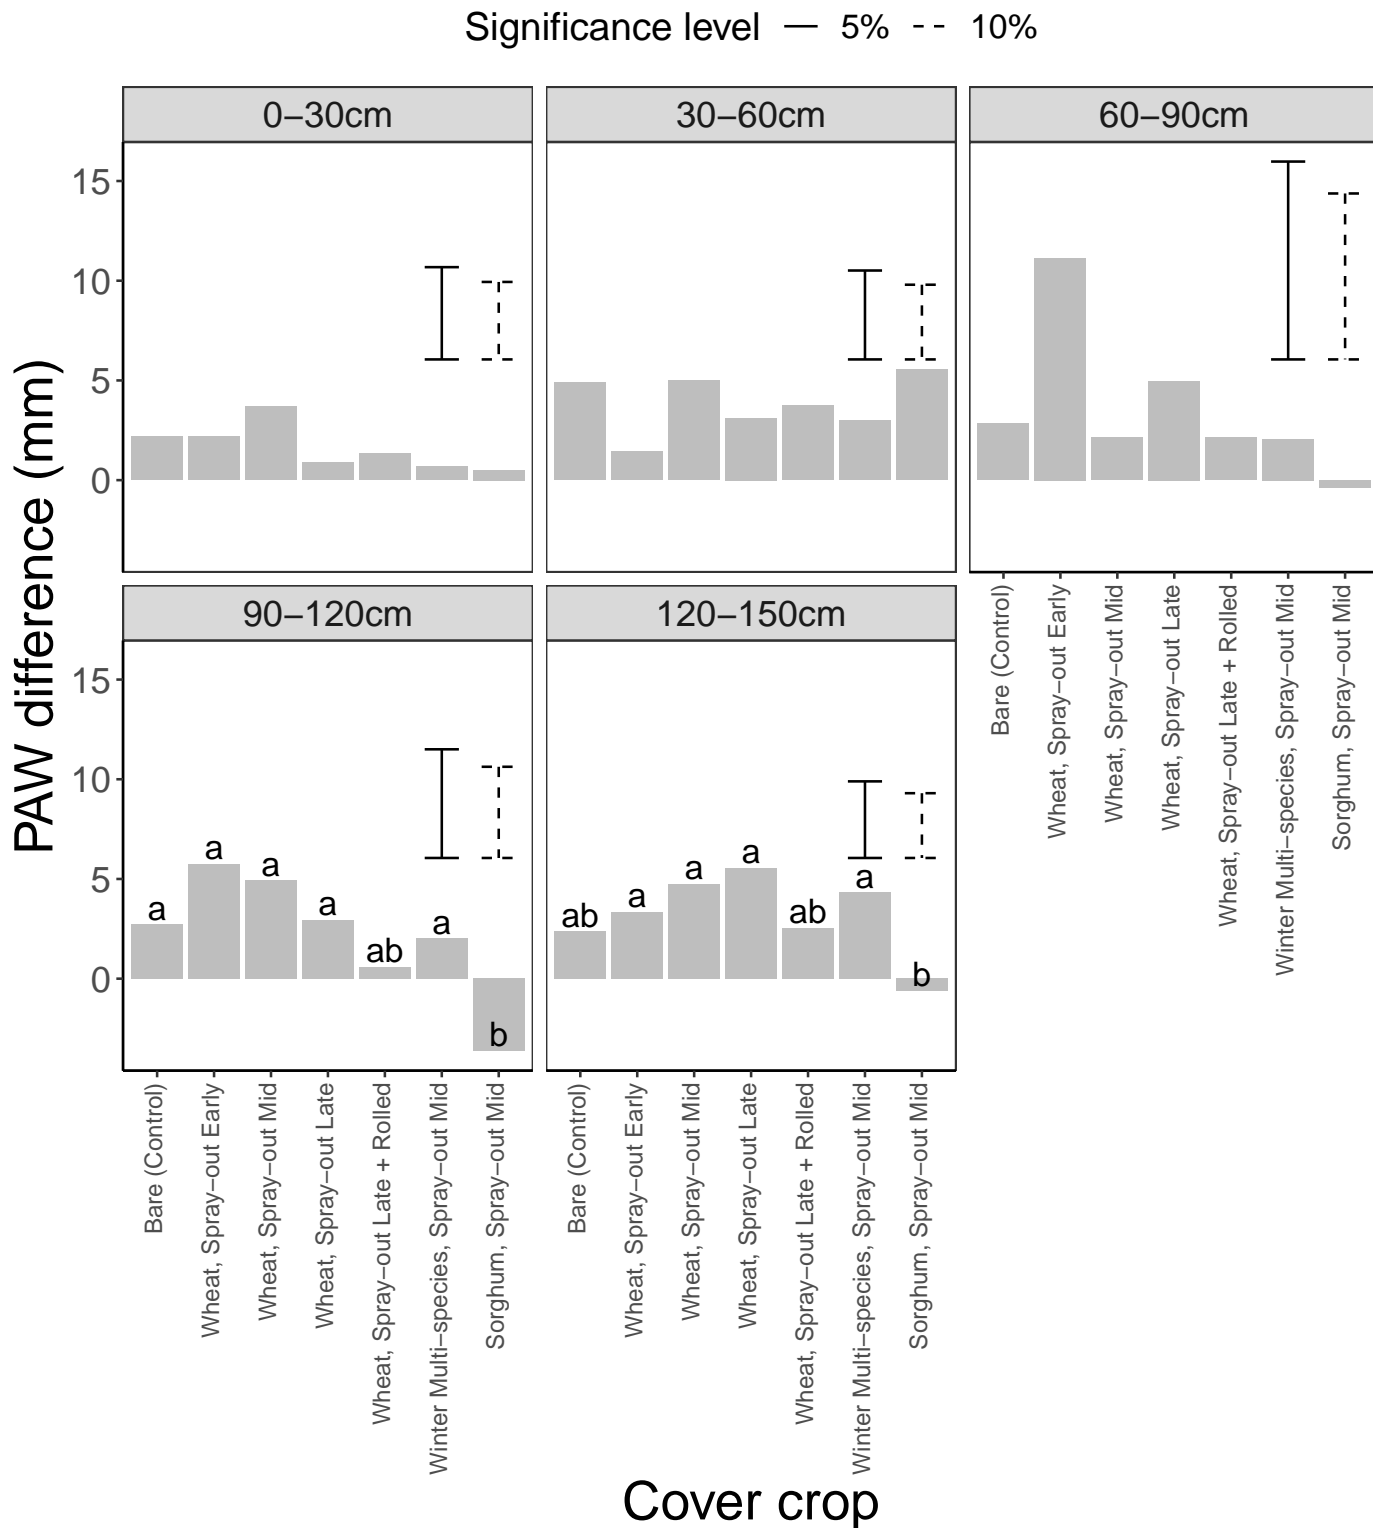 Significance level 5% 10%
0−30cm
30−60cm
60−90cm
15
10
5
0
PAW difference (mm)
Bare (Control)
Wheat, Spray−out Early
Wheat, Spray−out Mid
Wheat, Spray−out Late
Wheat, Spray−out Late + Rolled
Winter Multi−species, Spray−out Mid
Sorghum, Spray−out Mid
90−120cm
120−150cm
15
10
5
0
a
a
a
a
ab
a
b
ab
a
a
a
ab
a
b
Bare (Control)
Wheat, Spray−out Early
Wheat, Spray−out Mid
Wheat, Spray−out Late
Wheat, Spray−out Late + Rolled
Winter Multi−species, Spray−out Mid
Sorghum, Spray−out Mid
Bare (Control)
Wheat, Spray−out Early
Wheat, Spray−out Mid
Wheat, Spray−out Late
Wheat, Spray−out Late + Rolled
Winter Multi−species, Spray−out Mid
Sorghum, Spray−out Mid
Cover crop